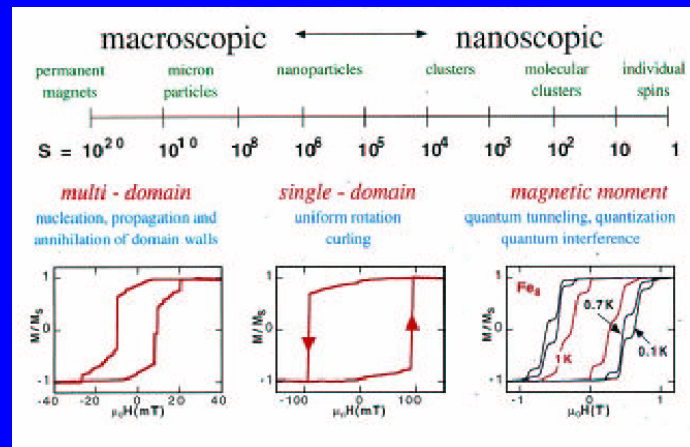 macroscopic nanoscopic
permanent magnets
micron particles
nanoparticles
clusters
molecular clusters
individual spins
S = 10²⁰ 10¹⁰ 10⁸ 10⁶ 10⁵ 10⁴ 10³ 10² 10 1
multi - domain
nucleation, propagation and
annihilation of domain walls
single - domain
uniform rotation
curling
magnetic moment
quantum tunneling, quantization
quantum interference
M/Mₛ
1
0
-1
-40 -20 0 20 40
μ₀H(mT)
M/Mₛ
1
0
-1
-100 0 100
μ₀H(mT)
M/Mₛ
1
0
-1
Fe₈
0.7K
1K
0.1K
-1 0 1
μ₀H(T)